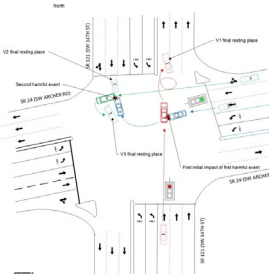 North
V2 final resting place
V1 final resting place
SR 121 (SW 34TH ST)
Second harmful event
SR 24 (SW ARCHER RD)
V3 final resting place
First initial impact of first harmful event
SR 24 (SW ARCHER
SR 121 (SW 34TH ST)